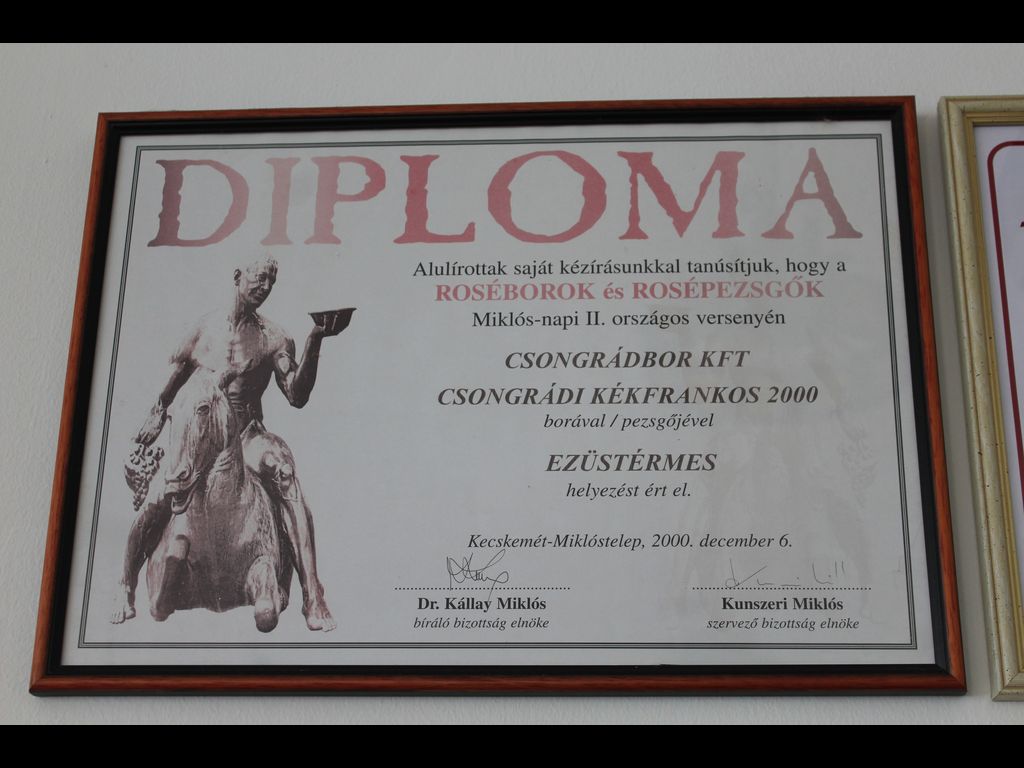 DIPLOMA
Alulírottak saját kézírásunkkal tanúsítjuk, hogy a
ROSÉBOROK és ROSÉPEZSGŐK
Miklós-napi II. országos versenyén
CSONGRÁDBOR KFT
CSONGRÁDI KÉKFRANKOS 2000
borával / pezsgőjével
EZÜSTÉRMES
helyezést ért el.
Kecskemét-Miklóstelep, 2000. december 6.
Dr. Kállay Miklós
bíráló bizottság elnöke
Kunszeri Miklós
szervező bizottság elnöke